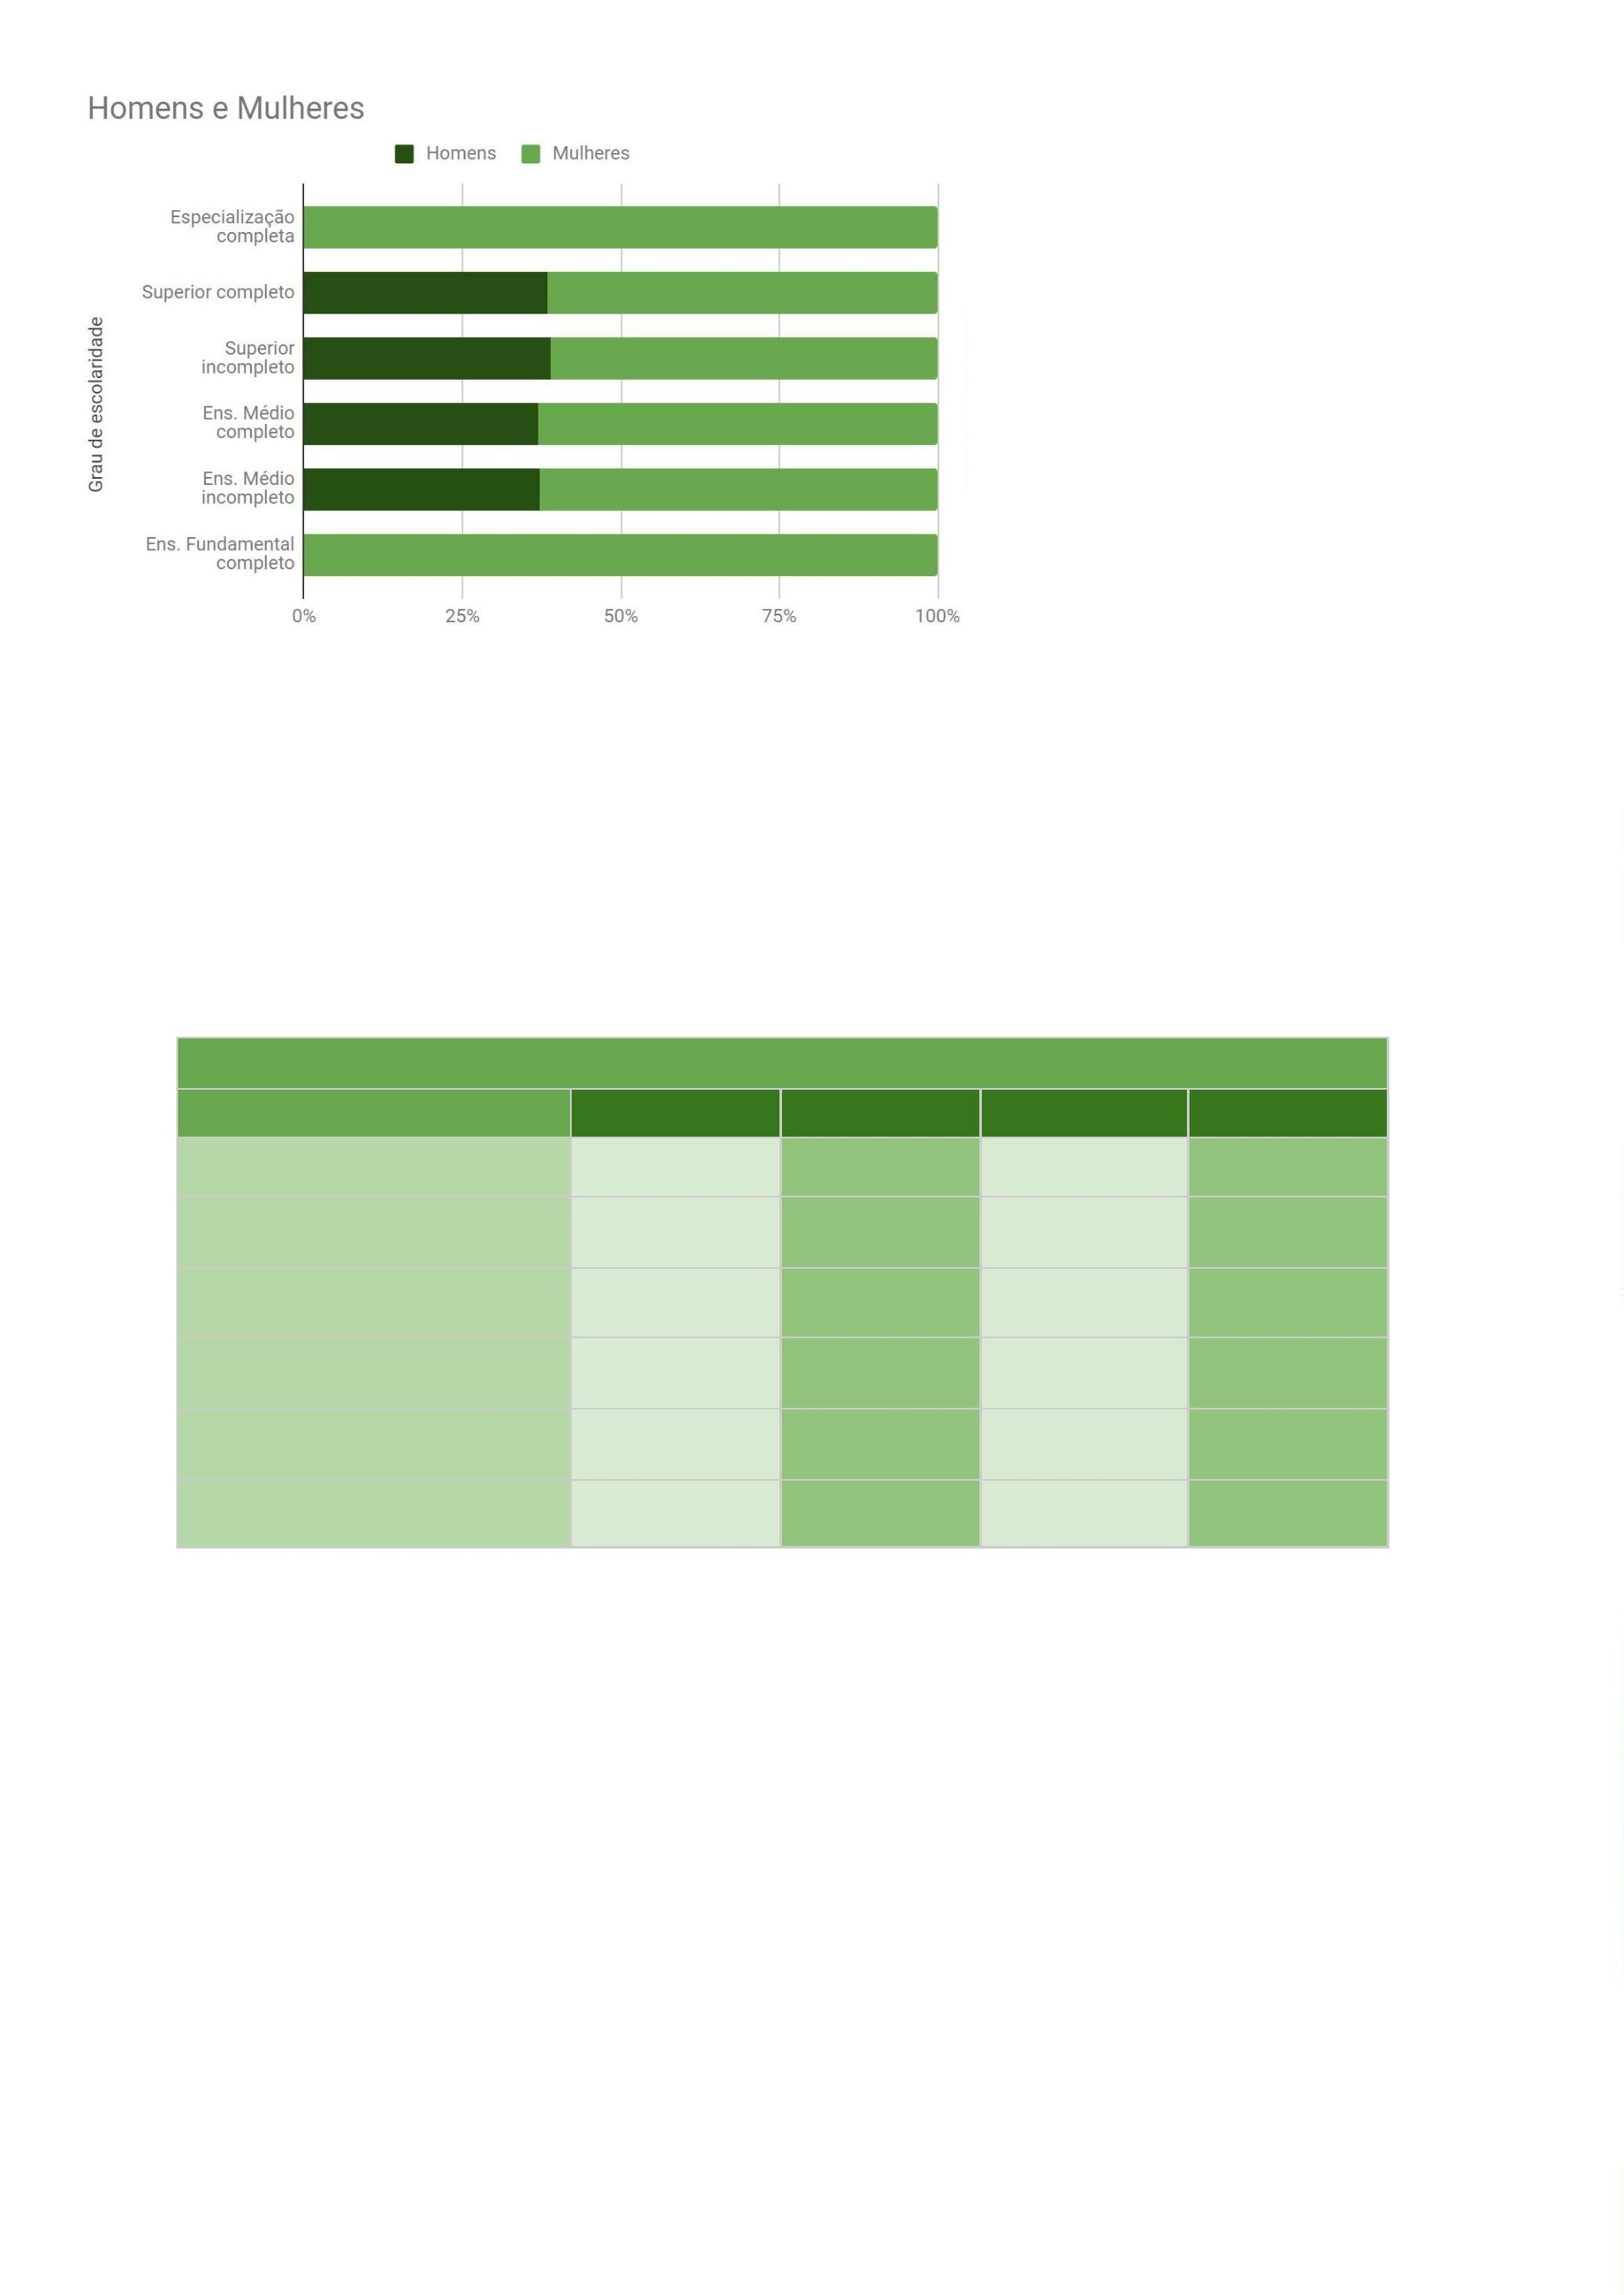 Homens e Mulheres
Homens Mulheres
Especialização
completa
Superior completo
Superior
incompleto
Ens. Médio
completo
Ens. Médio
incompleto
Ens. Fundamental
completo
Grau de escolaridade
0% 25% 50% 75% 100%